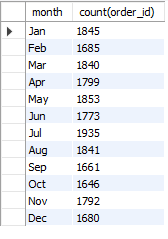 month count(order_id)
Jan 1845
Feb 1685
Mar 1840
Apr 1799
May 1853
Jun 1773
Jul 1935
Aug 1841
Sep 1661
Oct 1646
Nov 1792
Dec 1680